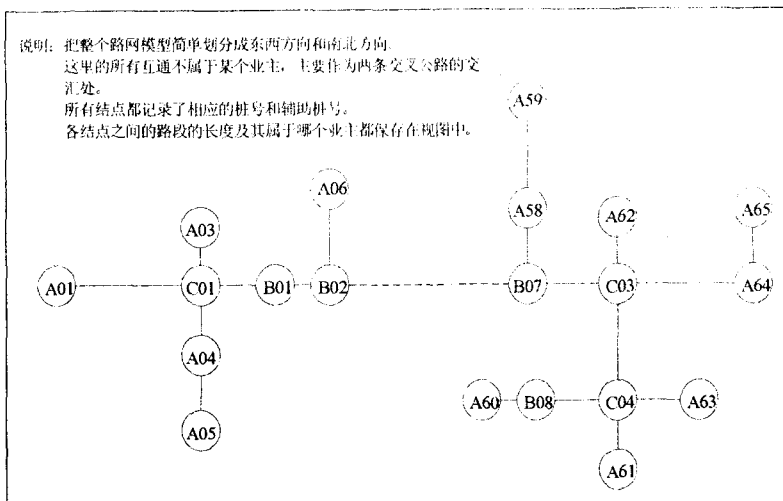 说明: 把整个路网模型简单划分成东西方向和南北方向。
这里的所有互通不属于某个业主，主要作为两条交叉公路的交
汇处。
所有结点都记录了相应的桩号和辅助桩号。
各结点之间的路段的长度及其属于哪个业主都保存在视图中。
A59
A06
A58
A62
A65
A03
A01
C01
B01
B02
B07
C03
A64
A04
A60
B08
C04
A63
A05
A61